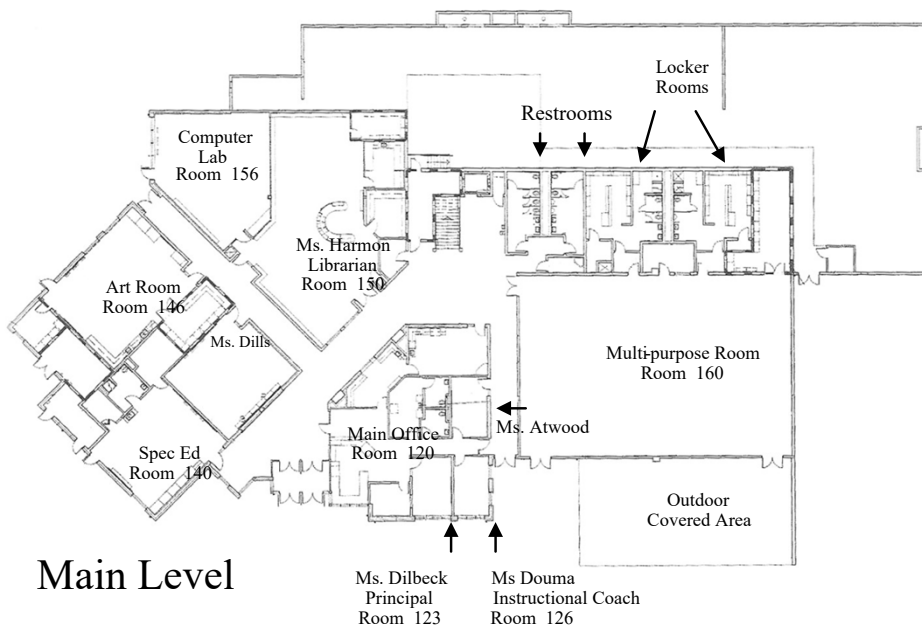 Locker
Rooms
Restrooms
Computer
Lab
Room 156
Ms. Harmon
Librarian
Room 150
Art Room
Room 146
Ms. Dills
Multi-purpose Room
Room 160
Ms. Atwood
Main Office
Room 120
Spec Ed
Room 140
Outdoor
Covered Area
Main Level
Ms. Dilbeck
Principal
Room 123
Ms Douma
Instructional Coach
Room 126